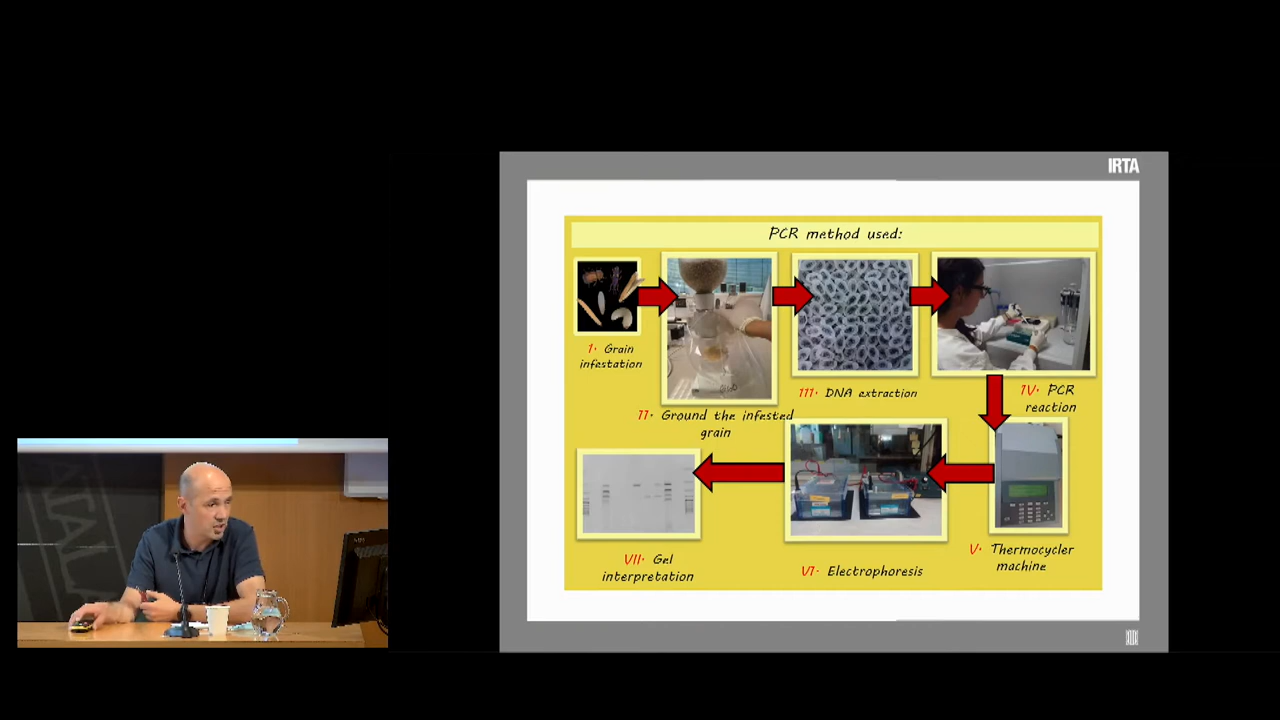 IRTA
PCR method used:
I. Grain
infestation
II. Ground the infested
grain
III. DNA extraction
IV. PCR
reaction
V. Thermocycler
machine
VI. Electrophoresis
VII. Gel
interpretation